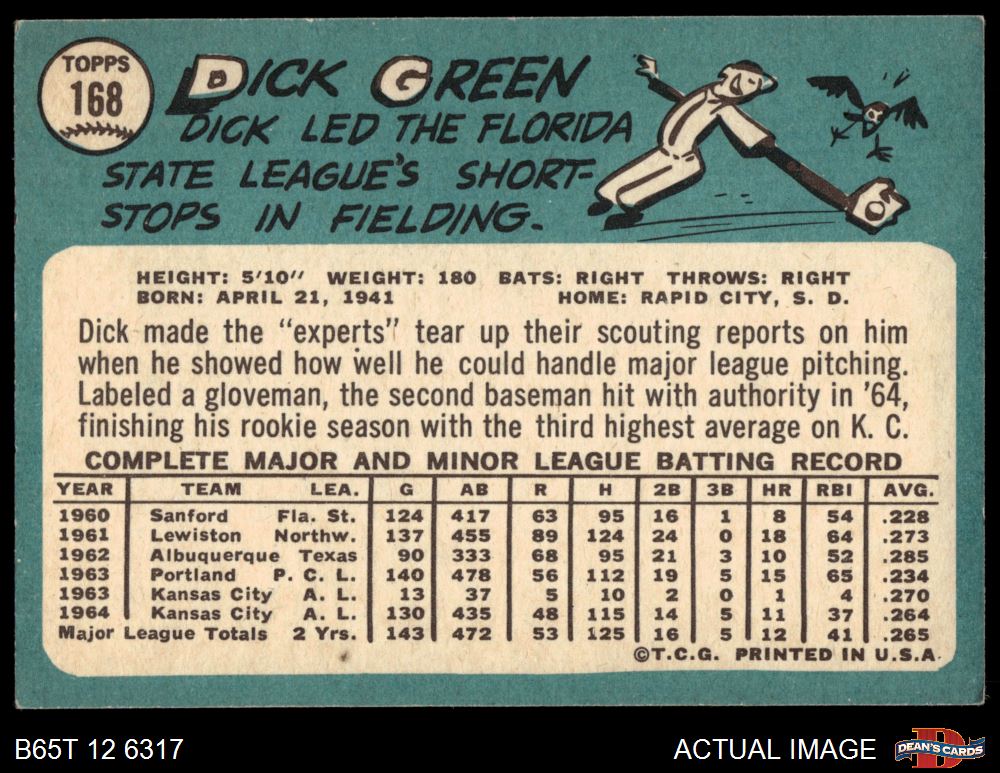 TOPPS
168
DICK GREEN
DICK LED THE FLORIDA
STATE LEAGUE'S SHORT-
STOPS IN FIELDING.
HEIGHT: 5'10" WEIGHT: 180 BATS: RIGHT THROWS: RIGHT
BORN: APRIL 21, 1941 HOME: RAPID CITY, S. D.
Dick made the "experts" tear up their scouting reports on him
when he showed how well he could handle major league pitching.
Labeled a gloveman, the second baseman hit with authority in '64,
finishing his rookie season with the third highest average on K. C.
COMPLETE MAJOR AND MINOR LEAGUE BATTING RECORD
YEAR TEAM LEA. G AB R H 2B 3B HR RBI AVG.
1960 Sanford Fla. St. 124 417 63 95 16 1 8 54 .228
1961 Lewiston Northw. 137 455 89 124 24 0 18 64 .273
1962 Albuquerque Texas 90 333 68 95 21 3 10 52 .285
1963 Portland P. C. L. 140 478 56 112 19 5 15 65 .234
1963 Kansas City A. L. 13 37 5 10 2 0 1 4 .270
1964 Kansas City A. L. 130 435 48 115 14 5 11 37 .264
Major League Totals 2 Yrs. 143 472 53 125 16 5 12 41 .265
©T.C.G. PRINTED IN U.S.A.
B65T 12 6317 ACTUAL IMAGE
D
DEAN'S CARDS